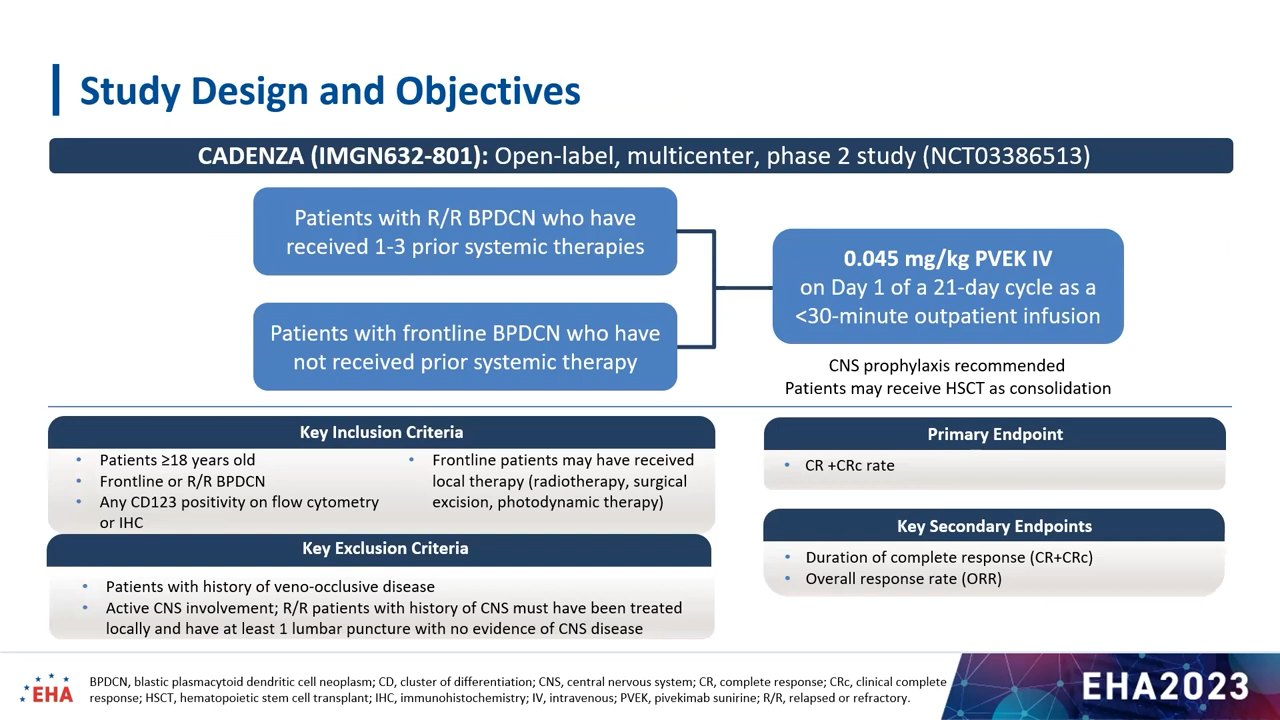 Study Design and Objectives
CADENZA (IMGN632-801): Open-label, multicenter, phase 2 study (NCT03386513)
Patients with R/R BPDCN who have
received 1-3 prior systemic therapies
Patients with frontline BPDCN who have
not received prior systemic therapy
0.045 mg/kg PVEK IV
on Day 1 of a 21-day cycle as a
<30-minute outpatient infusion
CNS prophylaxis recommended
Patients may receive HSCT as consolidation
Key Inclusion Criteria
• Patients ≥18 years old
• Frontline or R/R BPDCN
• Any CD123 positivity on flow cytometry
or IHC
• Frontline patients may have received
local therapy (radiotherapy, surgical
excision, photodynamic therapy)
Key Exclusion Criteria
• Patients with history of veno-occlusive disease
• Active CNS involvement; R/R patients with history of CNS must have been treated
locally and have at least 1 lumbar puncture with no evidence of CNS disease
Primary Endpoint
• CR +CRc rate
Key Secondary Endpoints
• Duration of complete response (CR+CRc)
• Overall response rate (ORR)
EHA
BPDCN, blastic plasmacytoid dendritic cell neoplasm; CD, cluster of differentiation; CNS, central nervous system; CR, complete response; CRc, clinical complete
response; HSCT, hematopoietic stem cell transplant; IHC, immunohistochemistry; IV, intravenous; PVEK, pivekimab sunirine; R/R, relapsed or refractory.
EHA2023